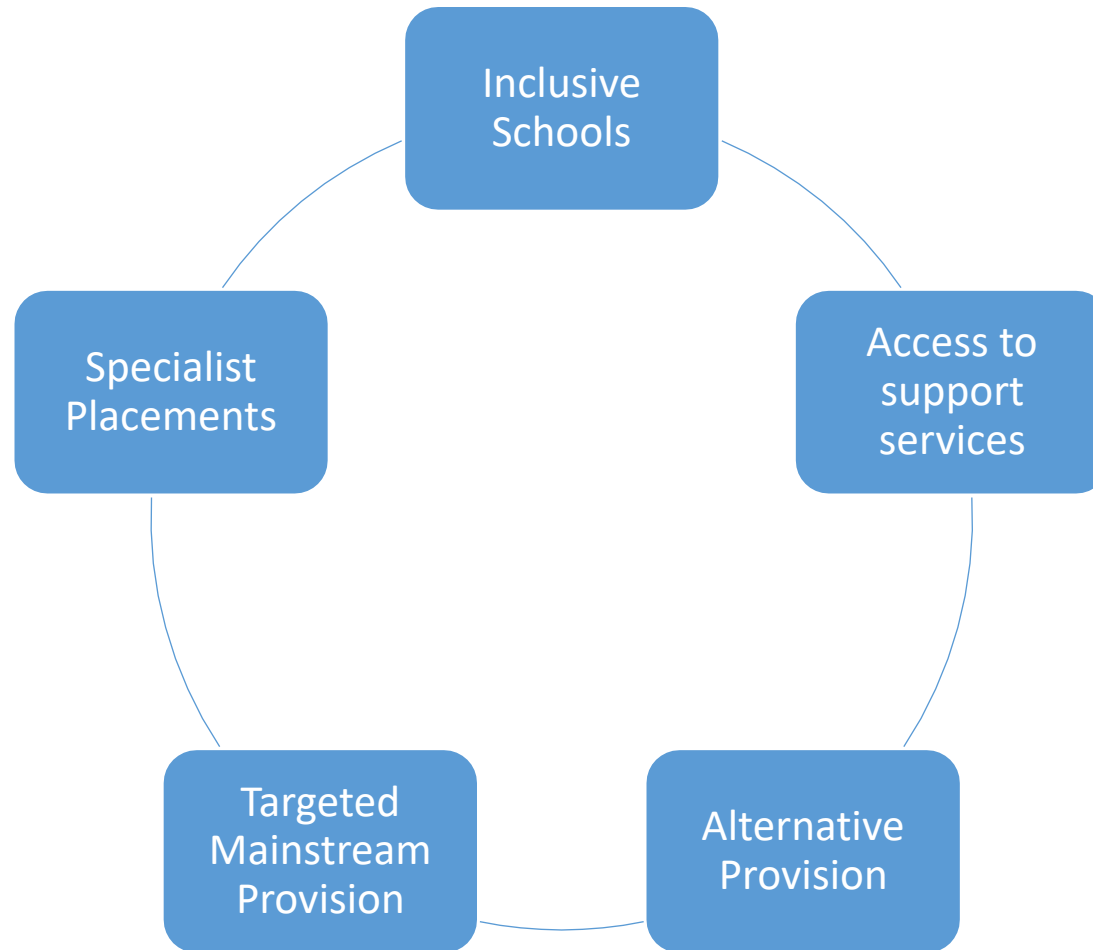 Inclusive
Schools
Access to
support
services
Alternative
Provision
Targeted
Mainstream
Provision
Specialist
Placements